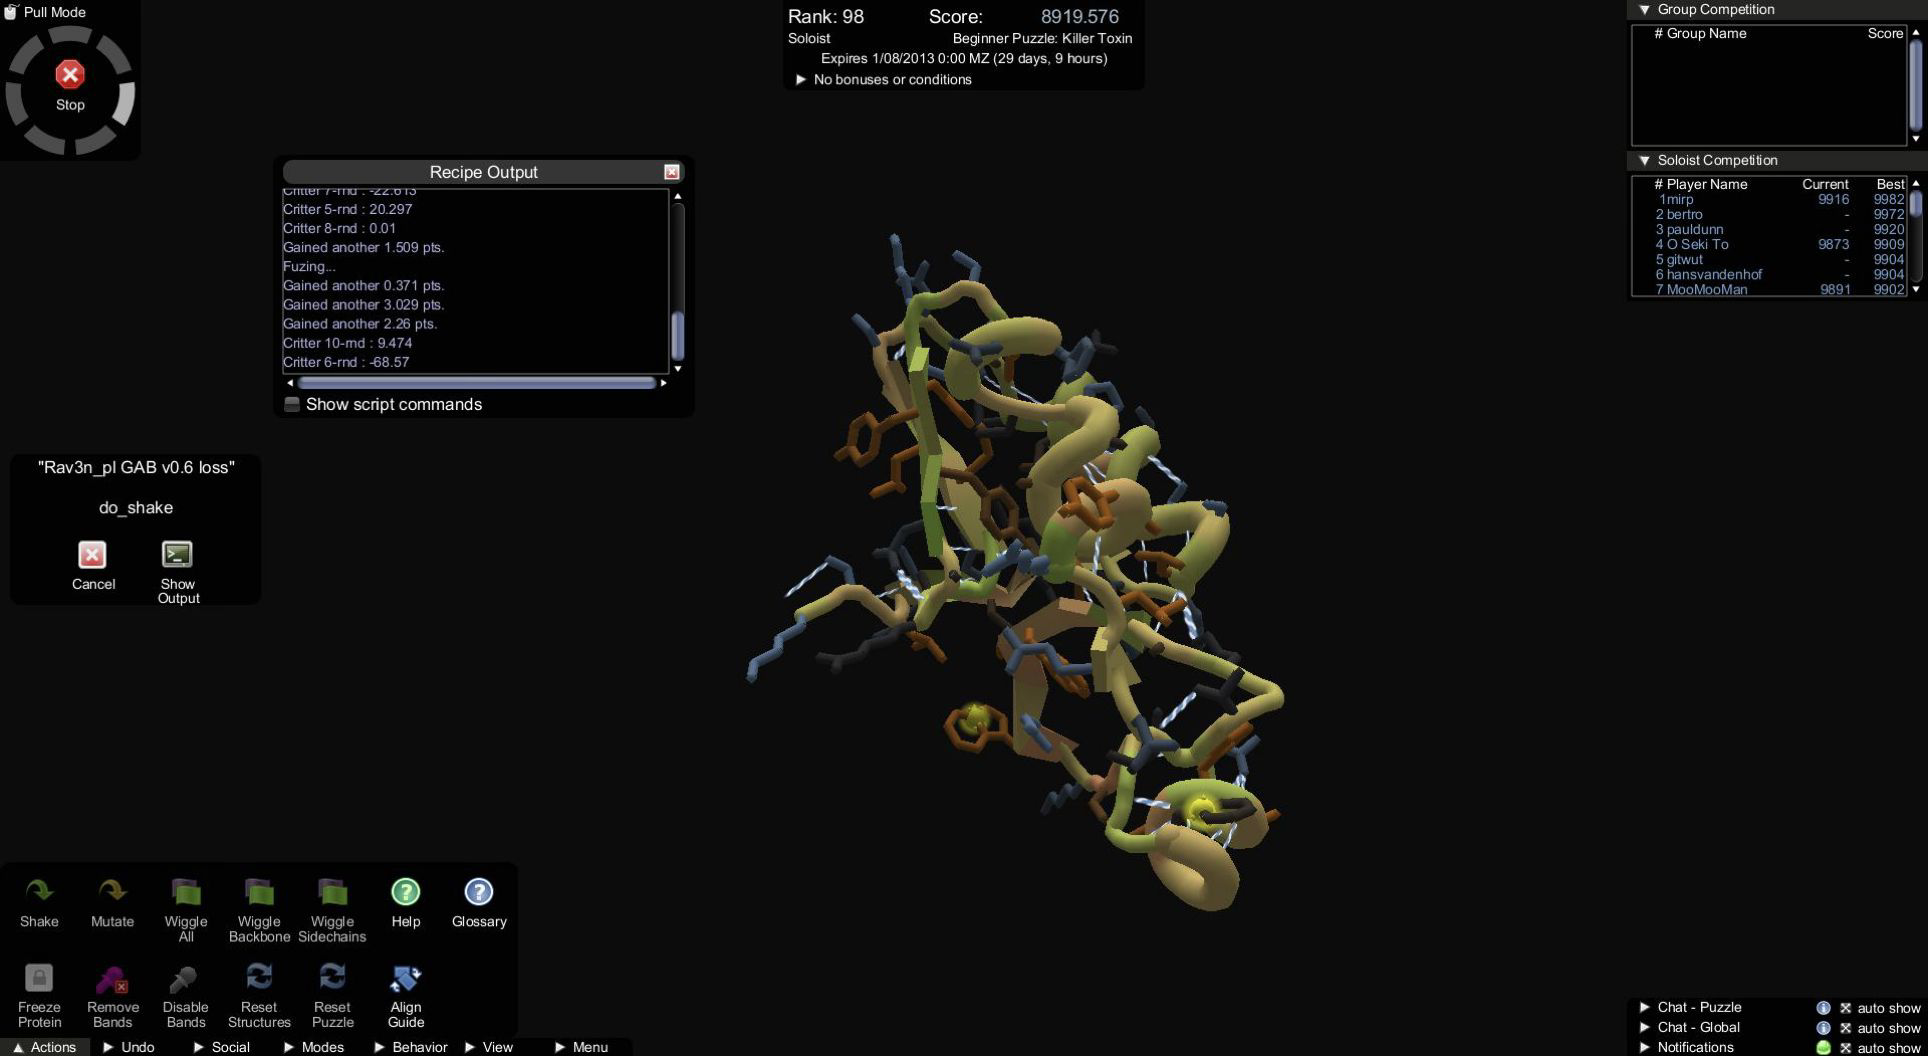 Pull Mode
Stop
Rank: 98 Score: 8919.576
Soloist Beginner Puzzle: Killer Toxin
Expires 1/08/2013 0:00 MZ (29 days, 9 hours)
No bonuses or conditions
Group Competition
# Group Name Score
Soloist Competition
# Player Name Current Best
1 mirp 9916 9982
2 bertro - 9972
3 pauldunn - 9920
4 O Seki To 9873 9909
5 gitwut - 9904
6 hansvandenhof - 9904
7 MooMooMan 9891 9902
Recipe Output
Critter 7-rnd : -22.613
Critter 5-rnd : 20.297
Critter 8-rnd : 0.01
Gained another 1.509 pts.
Fuzing...
Gained another 0.371 pts.
Gained another 3.029 pts.
Gained another 2.26 pts.
Critter 10-rnd : 9.474
Critter 6-rnd : -68.57
Show script commands
"Rav3n_pl GAB v0.6 loss"
do_shake
Cancel
Show
Output
Shake
Mutate
Wiggle
All
Wiggle
Backbone
Wiggle
Sidechains
Help
Glossary
Freeze
Protein
Remove
Bands
Disable
Bands
Reset
Structures
Reset
Puzzle
Align
Guide
Actions Undo Social Modes Behavior View Menu
Chat - Puzzle auto show
Chat - Global auto show
Notifications auto show